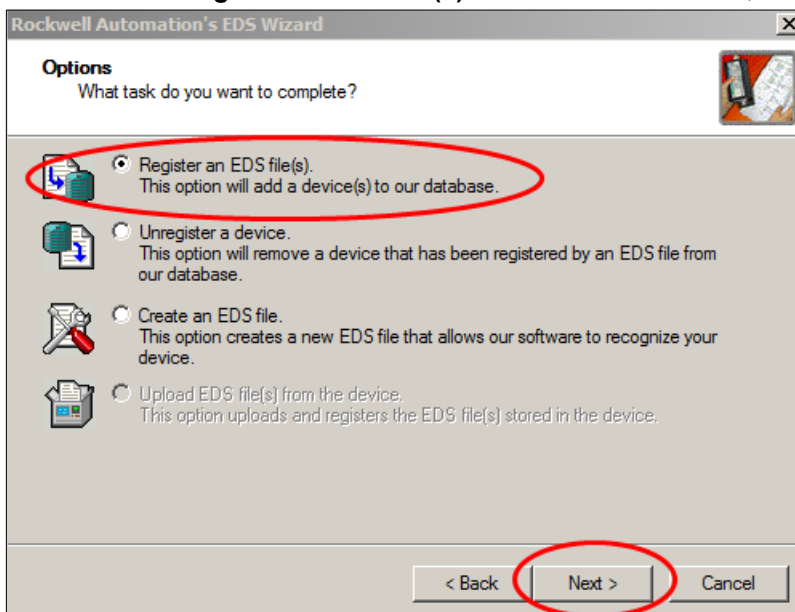 Rockwell Automation's EDS Wizard
Options
What task do you want to complete?
Register an EDS file(s).
This option will add a device(s) to our database.
Unregister a device.
This option will remove a device that has been registered by an EDS file from
our database.
Create an EDS file.
This option creates a new EDS file that allows our software to recognize your
device.
Upload EDS file(s) from the device.
This option uploads and registers the EDS file(s) stored in the device.
< Back Next > Cancel